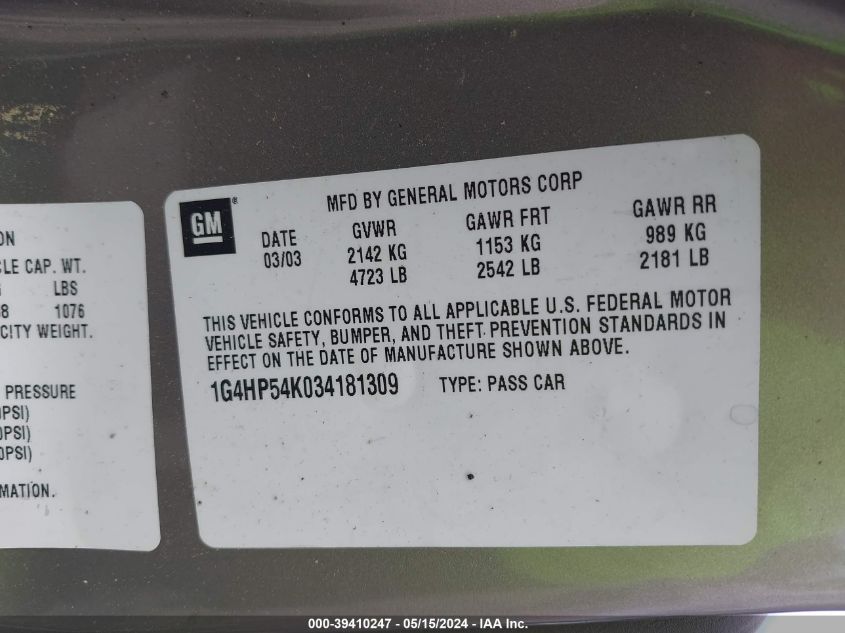 ON
CLE CAP. WT.
LBS
8 1076
CITY WEIGHT.
PRESSURE
0PSI)
0PSI)
0PSI)
MATION.
GM®
MFD BY GENERAL MOTORS CORP
DATE GVWR GAWR FRT GAWR RR
03/03 2142 KG 1153 KG 989 KG
4723 LB 2542 LB 2181 LB
THIS VEHICLE CONFORMS TO ALL APPLICABLE U.S. FEDERAL MOTOR
VEHICLE SAFETY, BUMPER, AND THEFT PREVENTION STANDARDS IN
EFFECT ON THE DATE OF MANUFACTURE SHOWN ABOVE.
1G4HP54K034181309 TYPE: PASS CAR
000-39410247 - 05/15/2024 - IAA Inc.